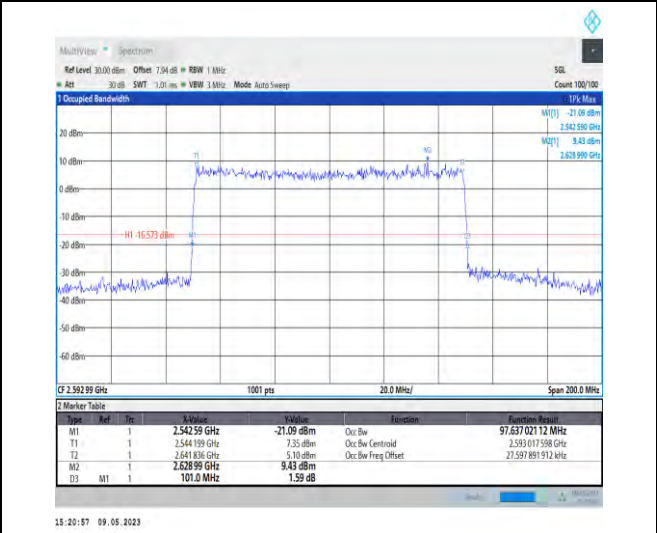 MultiView Spectrum
Ref Level 30.00 dBm Offset 7.94 dB RBW 1 MHz SGL
Att 30 dB SWT 1.01 ms VBW 3 MHz Mode Auto Sweep Count 100/100
1 Occupied Bandwidth 1Pk Max
M1[1] -21.09 dBm
2.542 590 GHz
M2[1] 9.43 dBm
2.628 990 GHz
20 dBm
10 dBm
0 dBm
-10 dBm
-20 dBm
-30 dBm
-40 dBm
-50 dBm
-60 dBm
T1
M2
H1 -16.573 dBm
M1
D3
CF 2.592 99 GHz 1001 pts 20.0 MHz/ Span 200.0 MHz
2 Marker Table
Type Ref Trc X-Value Y-Value Function Function Result
M1 1 2.542 59 GHz -21.09 dBm Occ Bw 97.637 021 12 MHz
T1 1 2.544 199 GHz 7.35 dBm Occ Bw Centroid 2.593 017 598 GHz
T2 1 2.641 836 GHz 5.10 dBm Occ Bw Freq Offset 27.597 891 912 kHz
M2 1 2.628 99 GHz 9.43 dBm
D3 M1 1 101.0 MHz 1.59 dB
15:20:57 09.05.2023